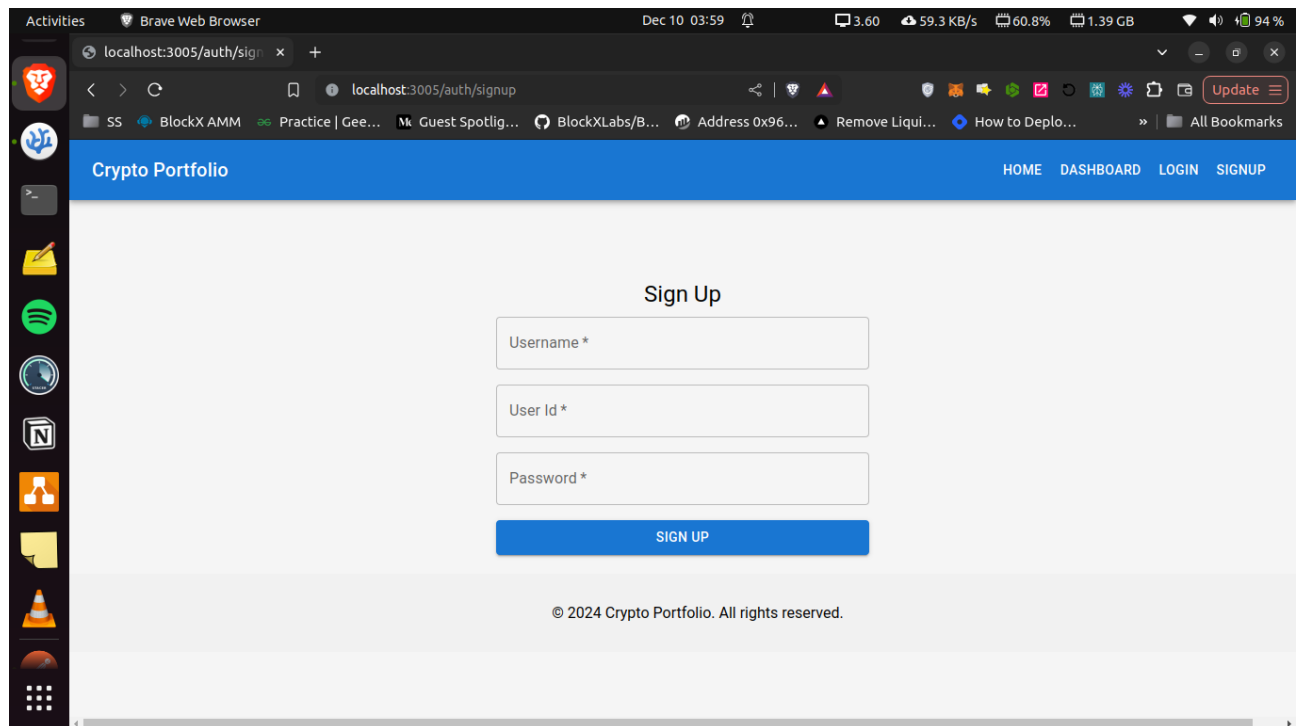 Activities Brave Web Browser Dec 10 03:59 3.60 59.3 KB/s 60.8% 1.39 GB 94 %
localhost:3005/auth/sign
localhost:3005/auth/signup Update
SS BlockX AMM Practice | Gee... Guest Spotlig... BlockXLabs/B... Address 0x96... Remove Liqui... How to Deplo... » All Bookmarks
Crypto Portfolio HOME DASHBOARD LOGIN SIGNUP
Sign Up
Username *
User Id *
Password *
SIGN UP
© 2024 Crypto Portfolio. All rights reserved.